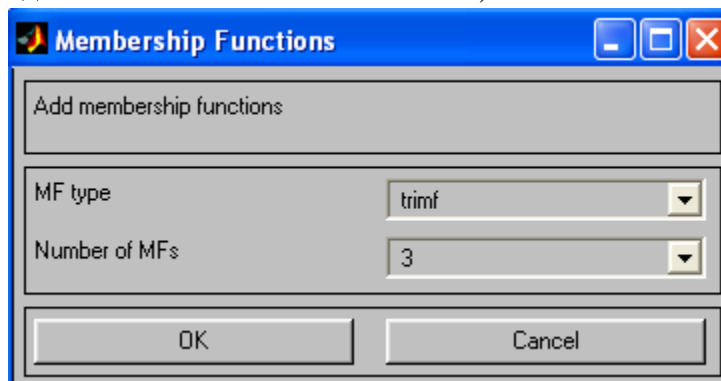 Membership Functions
Add membership functions
MF type
trimf
Number of MFs
3
OK
Cancel